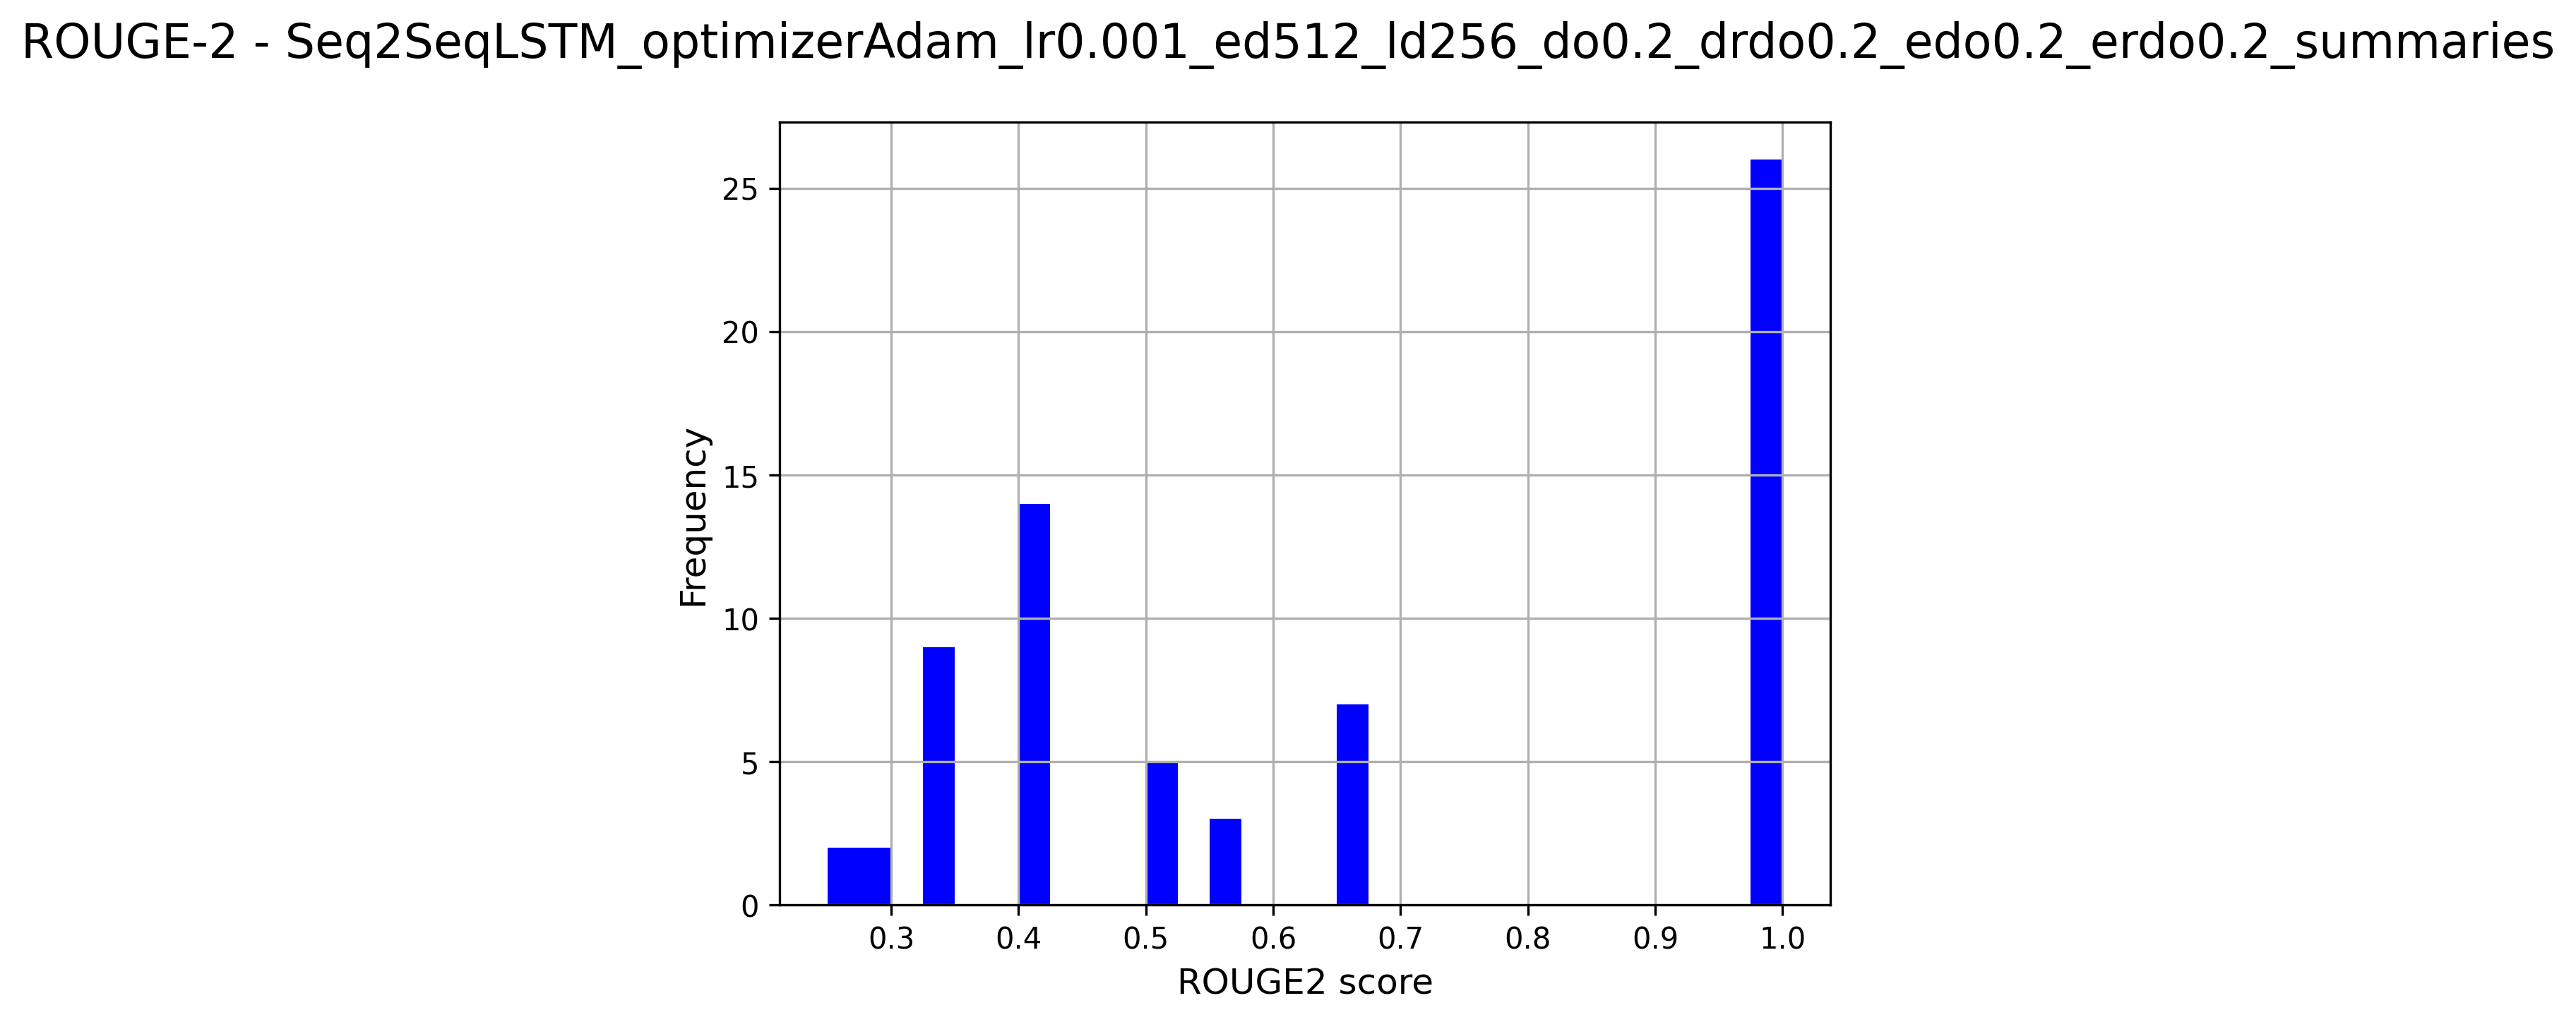 ROUGE-2 - Seq2SeqLSTM_optimizerAdam_lr0.001_ed512_ld256_do0.2_drdo0.2_edo0.2_erdo0.2_summaries
Frequency
25
20
15
10
5
0
0.3 0.4 0.5 0.6 0.7 0.8 0.9 1.0
ROUGE2 score